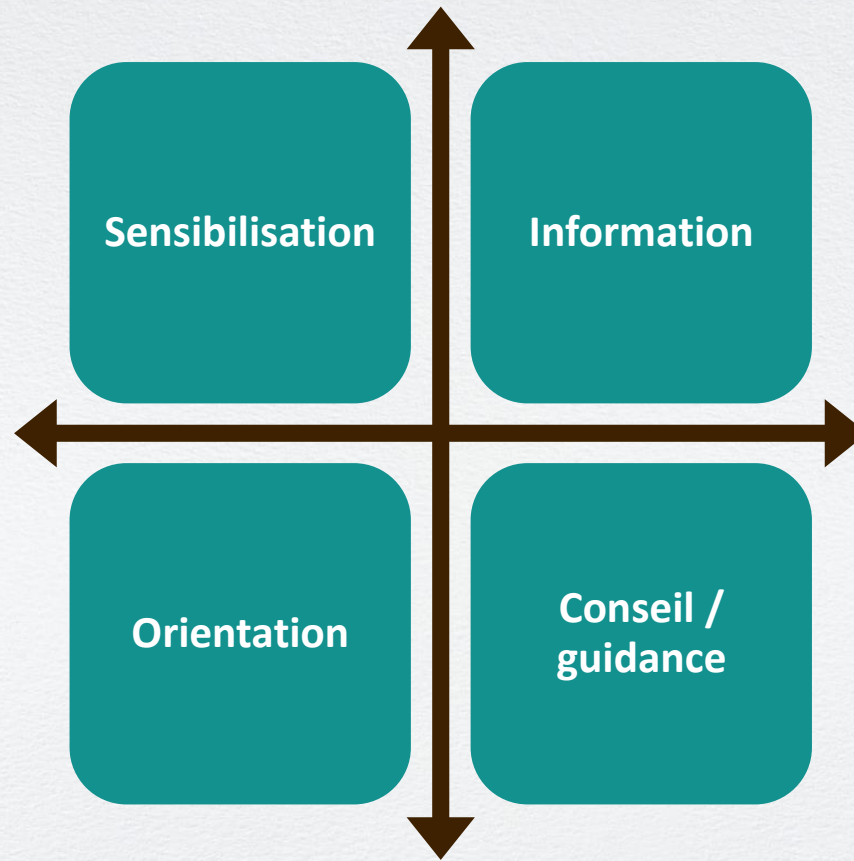 Sensibilisation
Information
Orientation
Conseil /
guidance